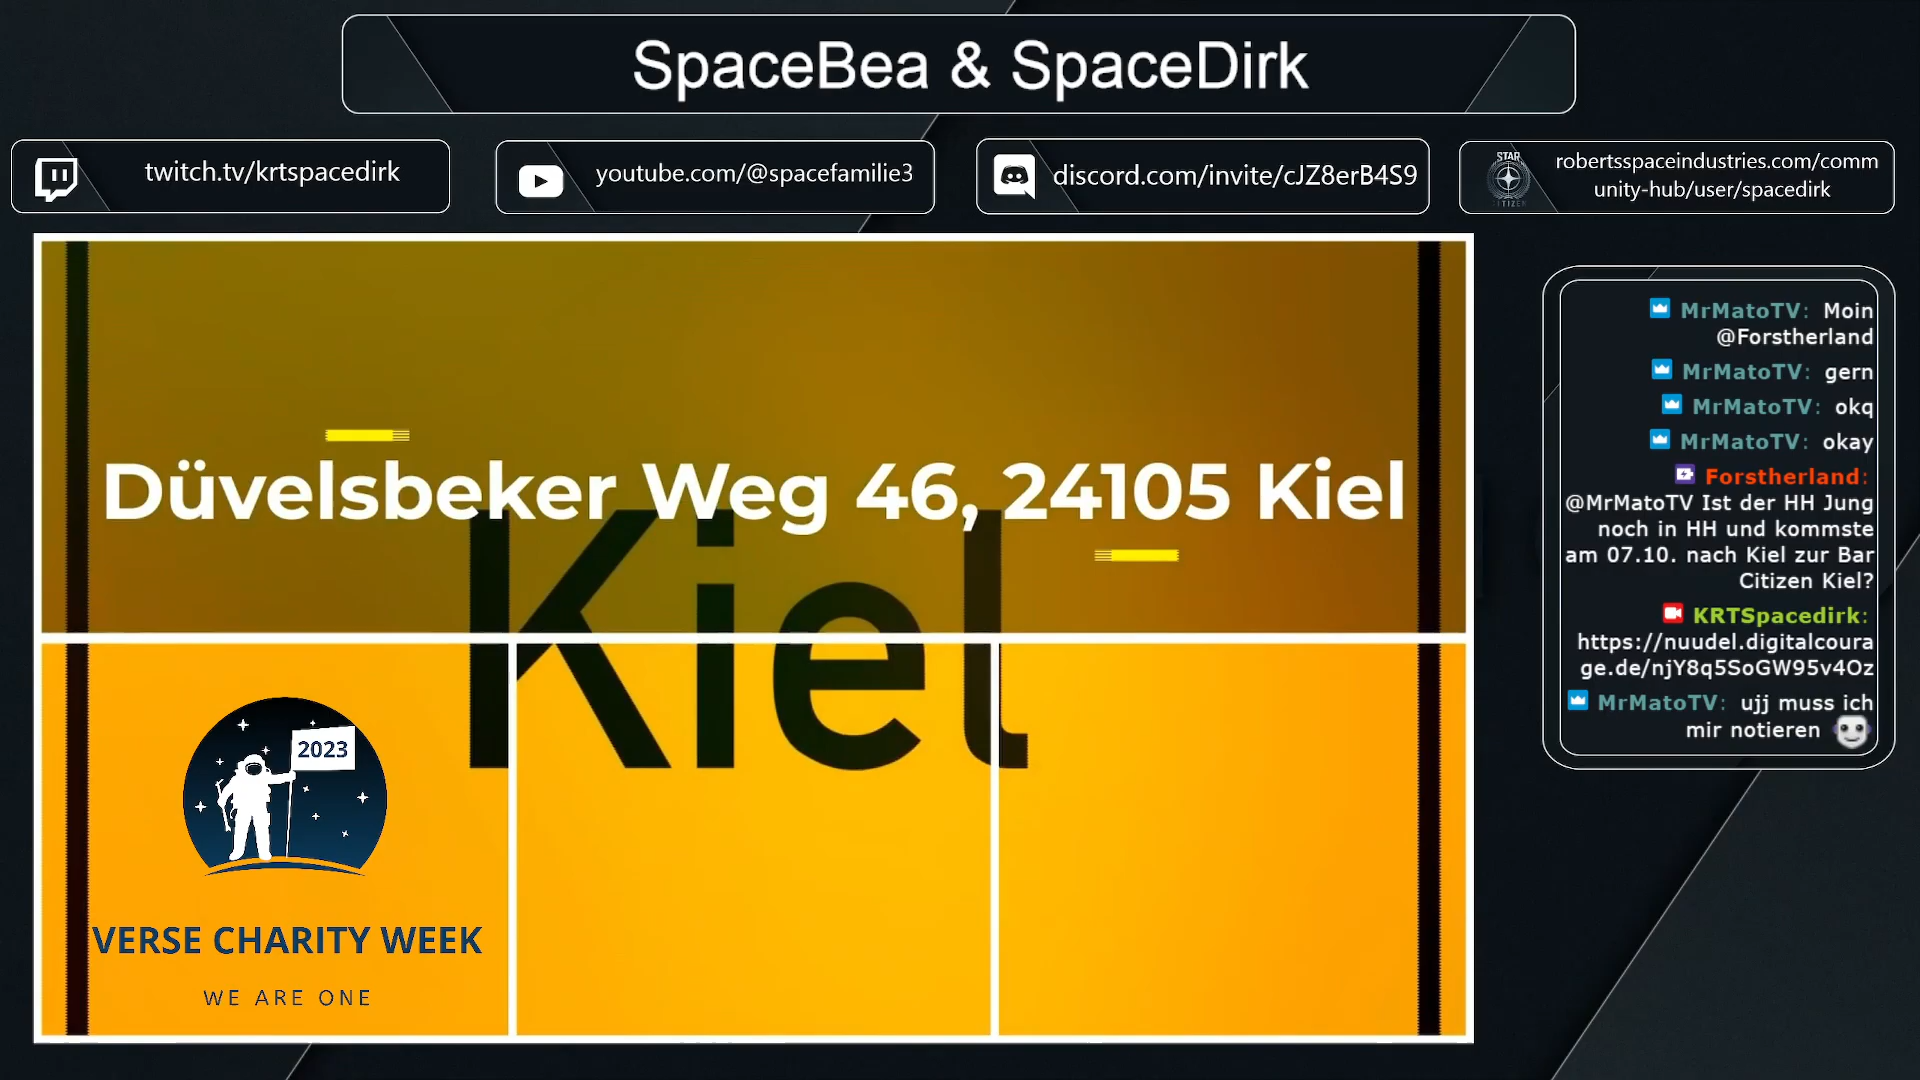 SpaceBea & SpaceDirk
twitch.tv/krtspacedirk
youtube.com/@spacefamilie3
discord.com/invite/cJZ8erB4S9
STAR
CITIZEN
robertsspaceindustries.com/comm
unity-hub/user/spacedirk
Düvelsbeker Weg 46, 24105 Kiel
Kiel
2023
VERSE CHARITY WEEK
WE ARE ONE
MrMatoTV: Moin
@Forstherland
MrMatoTV: gern
MrMatoTV: okq
MrMatoTV: okay
Forstherland:
@MrMatoTV Ist der HH Jung
noch in HH und kommste
am 07.10. nach Kiel zur Bar
Citizen Kiel?
KRTSpacedirk:
https://nuudel.digitalcoura
ge.de/njY8q5SoGW95v4Oz
MrMatoTV: ujj muss ich
mir notieren